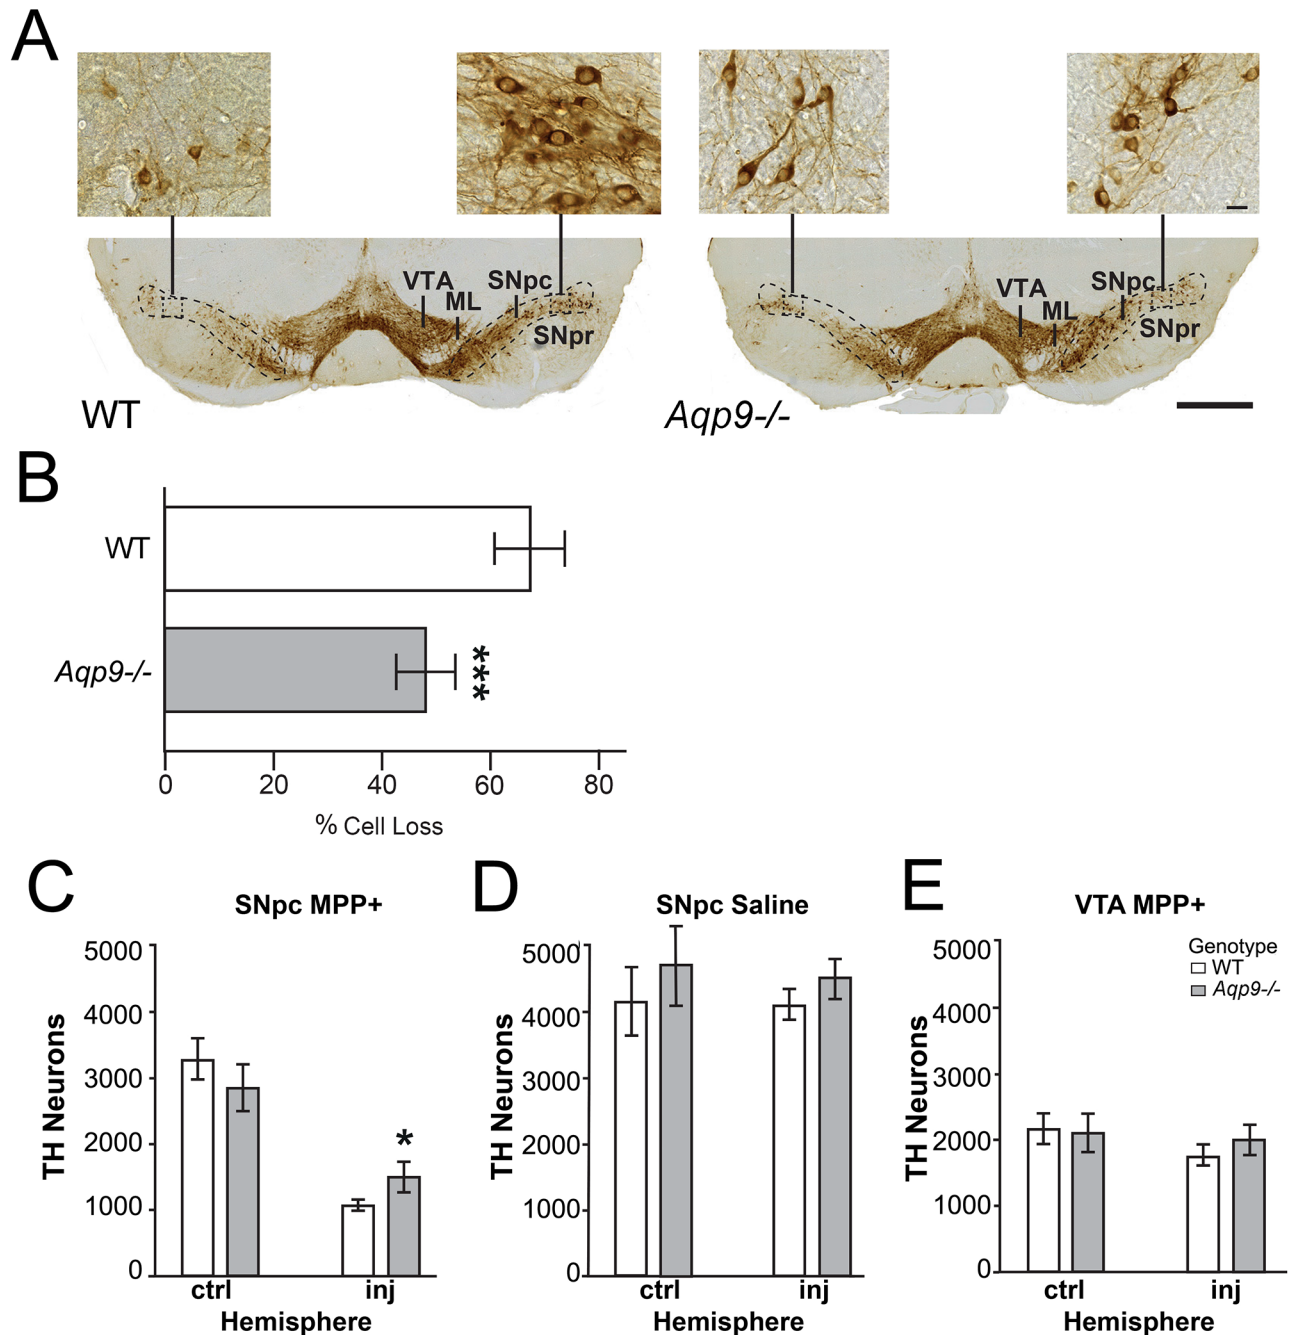 A
VTA
ML
SNpc
SNpr
WT
VTA
ML
SNpc
SNpr
Aqp9-/-
B
WT
Aqp9-/-
***
0 20 40 60 80
% Cell Loss
C
SNpc MPP+
TH Neurons
5000
4000
3000
2000
1000
0
*
ctrl inj
Hemisphere
D
SNpc Saline
TH Neurons
5000
4000
3000
2000
1000
0
ctrl inj
Hemisphere
E
VTA MPP+
Genotype
WT
Aqp9-/-
TH Neurons
5000
4000
3000
2000
1000
0
ctrl inj
Hemisphere